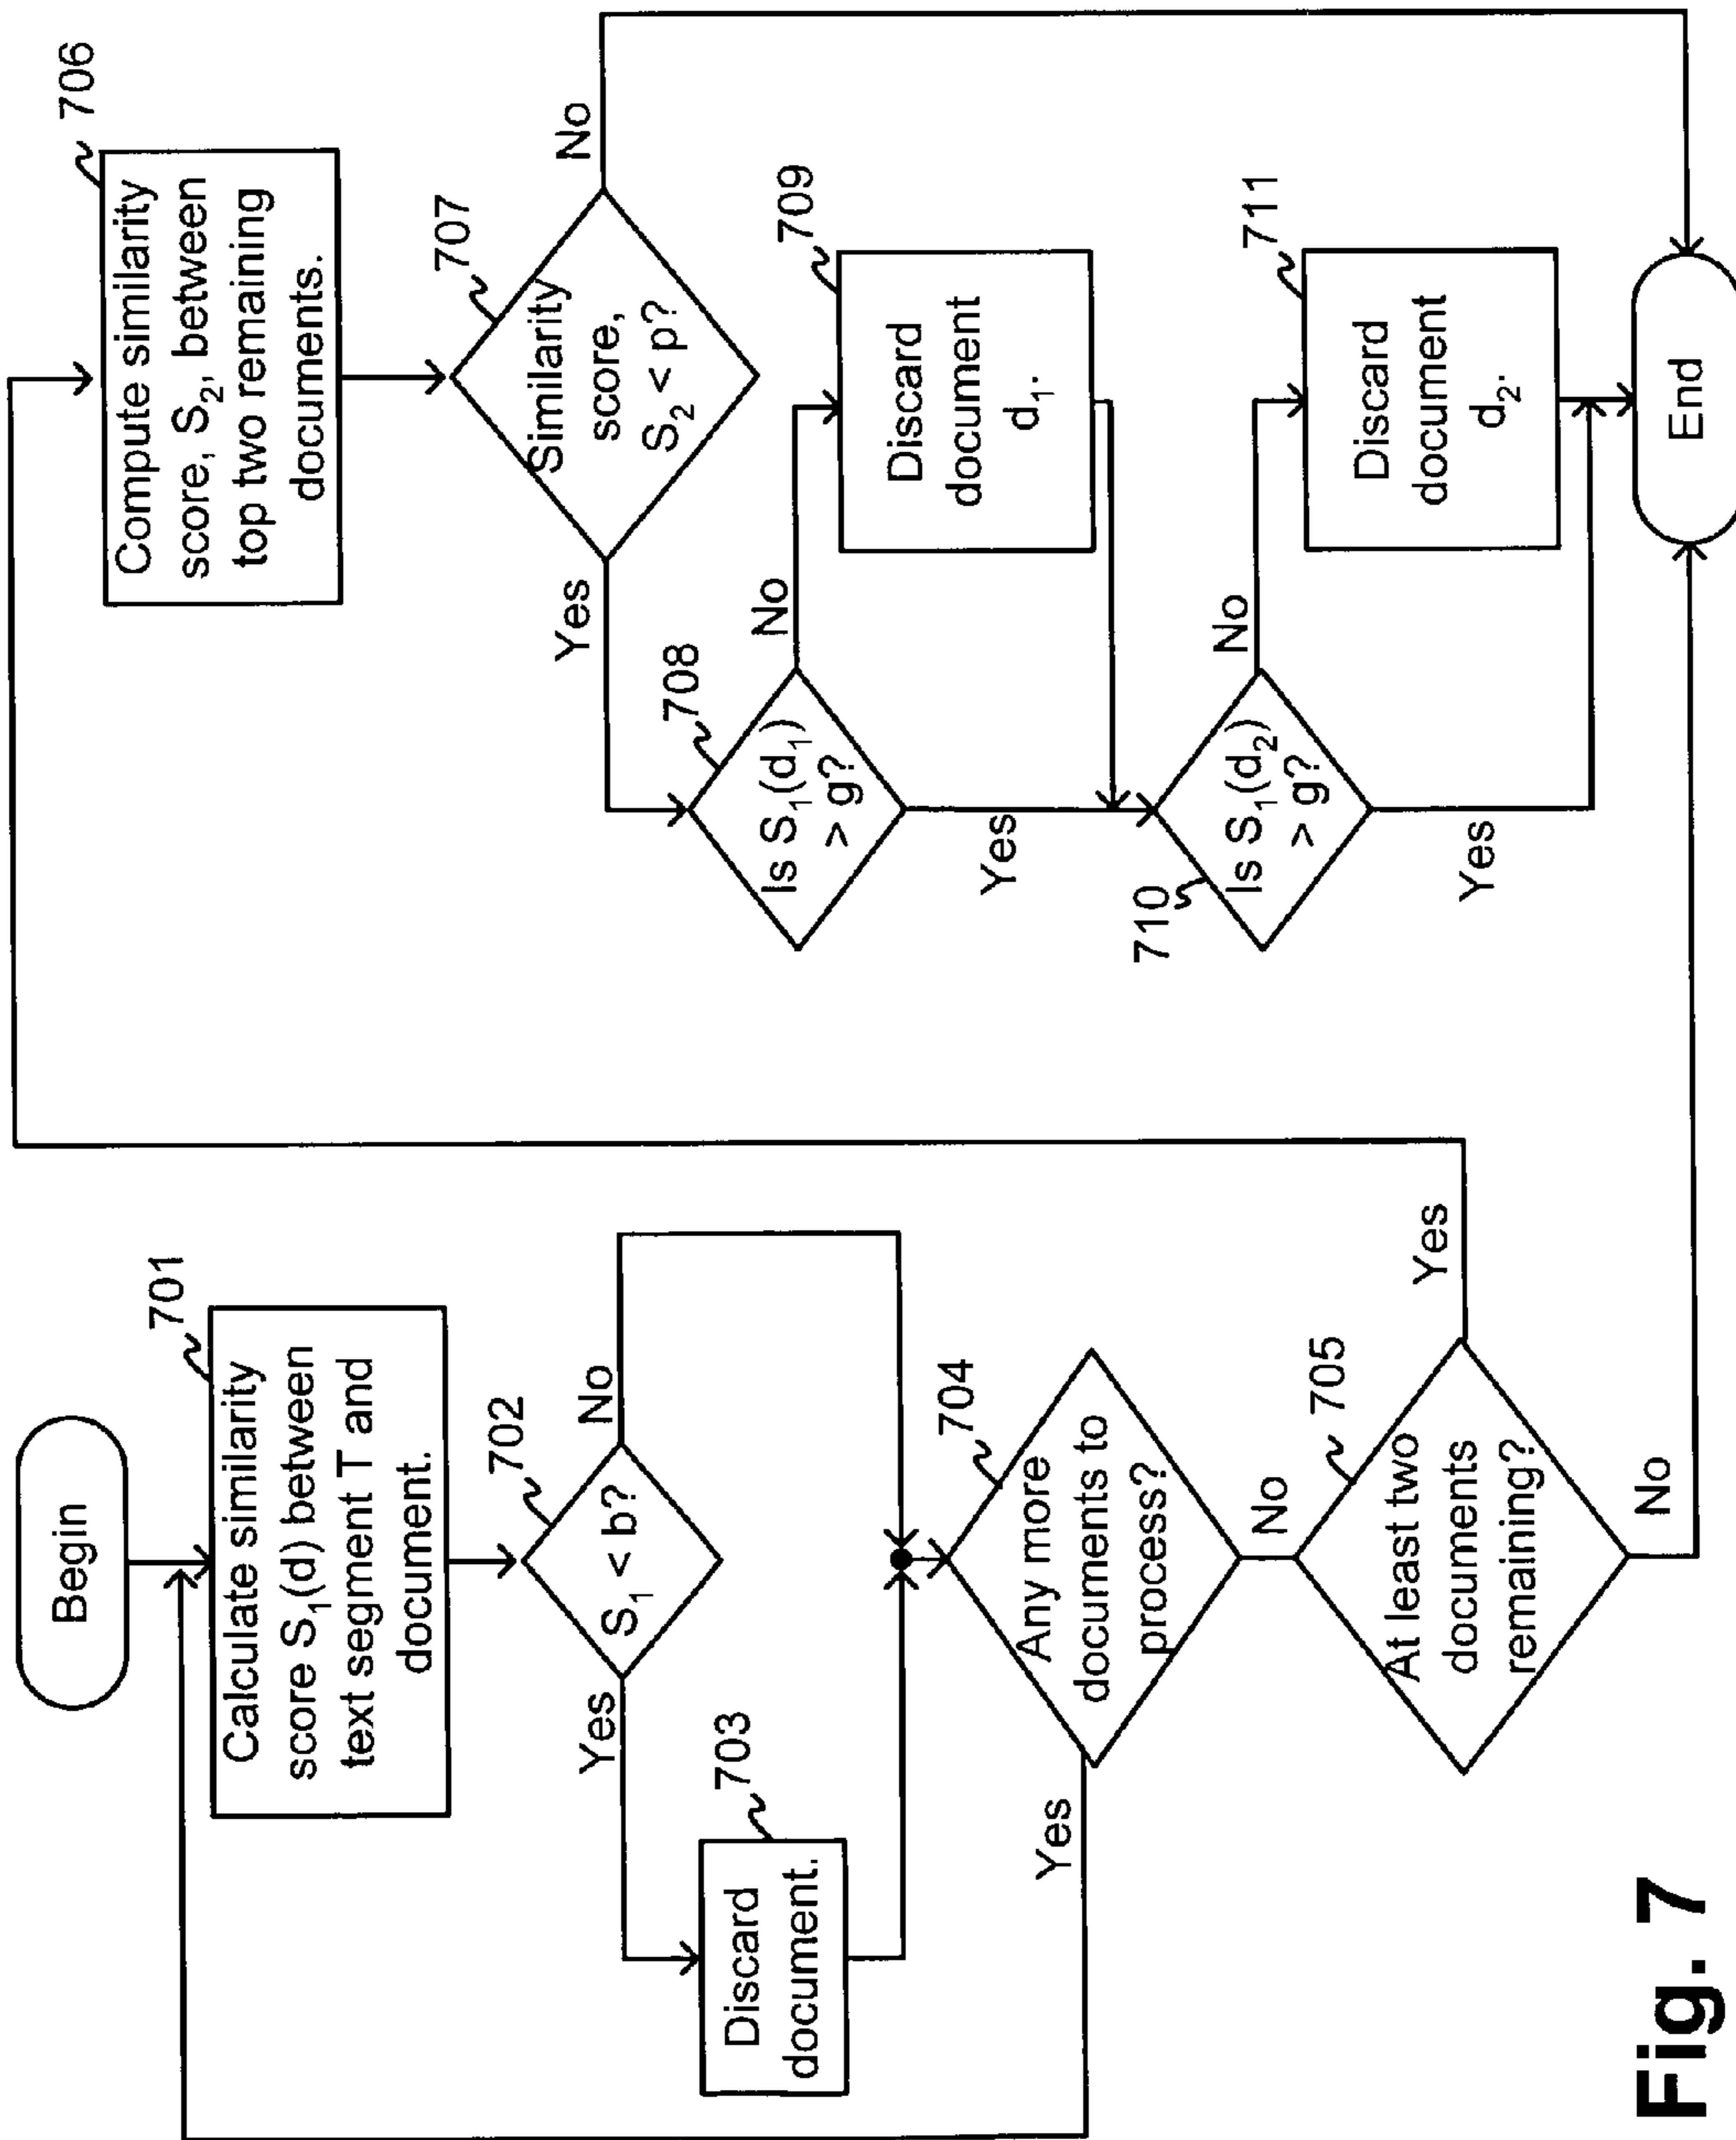 Begin
701
Calculate similarity
score S₁(d) between
text segment T and
document.
702
S₁ < b?
Yes
No
703
Discard
document.
704
Any more
documents to
process?
Yes
No
705
At least two
documents
remaining?
Yes
No
706
Compute similarity
score, S₂, between
top two remaining
documents.
707
Similarity
score,
S₂ < p?
Yes
No
708
Is S₁(d₁)
> g?
No
Yes
709
Discard
document
d₁.
710
Is S₁(d₂)
> g?
No
Yes
711
Discard
document
d₂.
End
Fig. 7